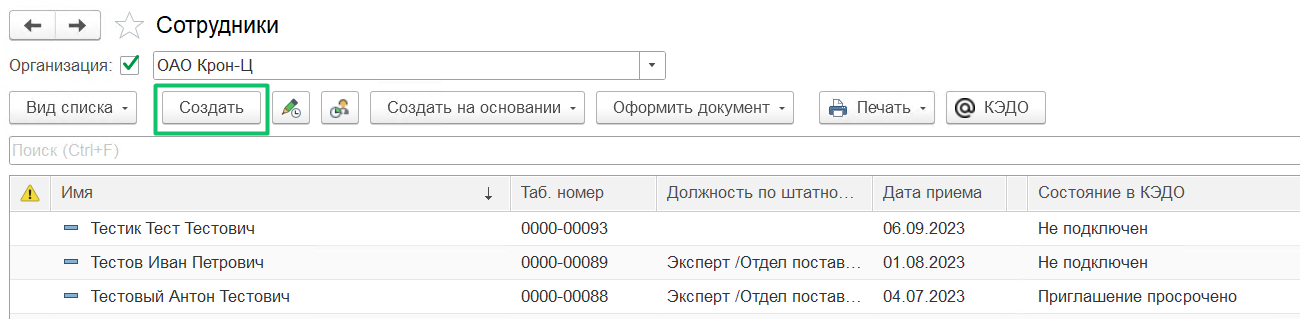 Сотрудники
Организация: ОАО Крон-Ц
Вид списка Создать Создать на основании Оформить документ Печать @ КЭДО
Поиск (Ctrl+F)
Имя ↓ Таб. номер Должность по штатно... Дата приема Состояние в КЭДО
Тестик Тест Тестович 0000-00093 06.09.2023 Не подключен
Тестов Иван Петрович 0000-00089 Эксперт /Отдел постав... 01.08.2023 Не подключен
Тестовый Антон Тестович 0000-00088 Эксперт /Отдел постав... 04.07.2023 Приглашение просрочено